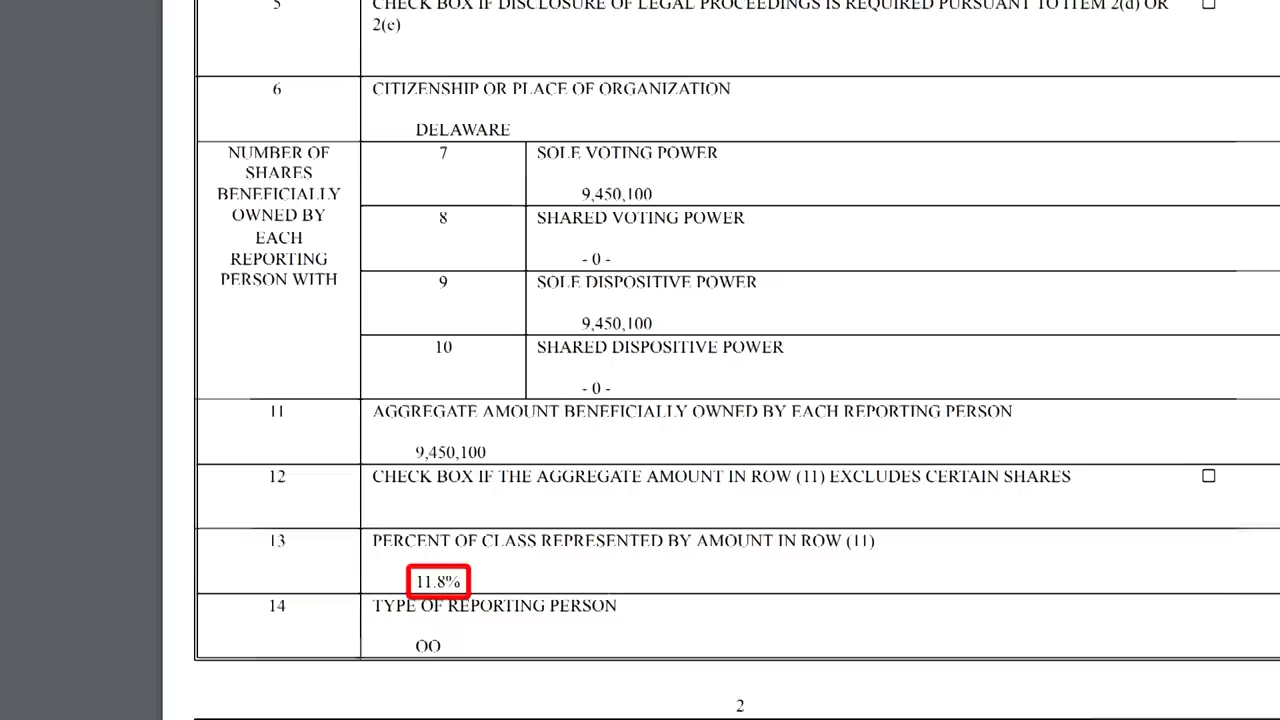 5
CHECK BOX IF DISCLOSURE OF LEGAL PROCEEDINGS IS REQUIRED PURSUANT TO ITEM 2(d) OR
2(e)
6
CITIZENSHIP OR PLACE OF ORGANIZATION
DELAWARE
NUMBER OF
SHARES
BENEFICIALLY
OWNED BY
EACH
REPORTING
PERSON WITH
7
SOLE VOTING POWER
9,450,100
8
SHARED VOTING POWER
- 0 -
9
SOLE DISPOSITIVE POWER
9,450,100
10
SHARED DISPOSITIVE POWER
- 0 -
11
AGGREGATE AMOUNT BENEFICIALLY OWNED BY EACH REPORTING PERSON
9,450,100
12
CHECK BOX IF THE AGGREGATE AMOUNT IN ROW (11) EXCLUDES CERTAIN SHARES
13
PERCENT OF CLASS REPRESENTED BY AMOUNT IN ROW (11)
11.8%
14
TYPE OF REPORTING PERSON
OO
2